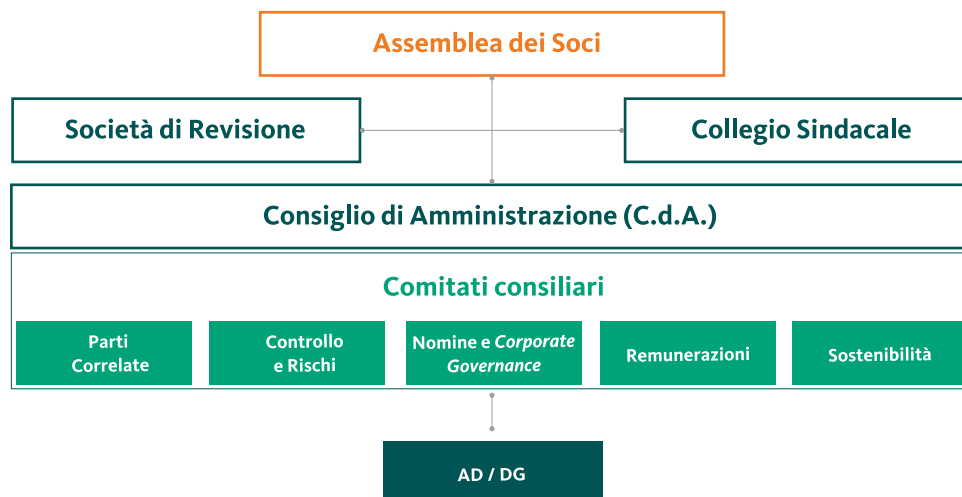 Assemblea dei Soci
Società di Revisione
Collegio Sindacale
Consiglio di Amministrazione (C.d.A.)
Comitati consiliari
Parti
Correlate
Controllo
e Rischi
Nomine e Corporate
Governance
Remunerazioni
Sostenibilità
AD / DG